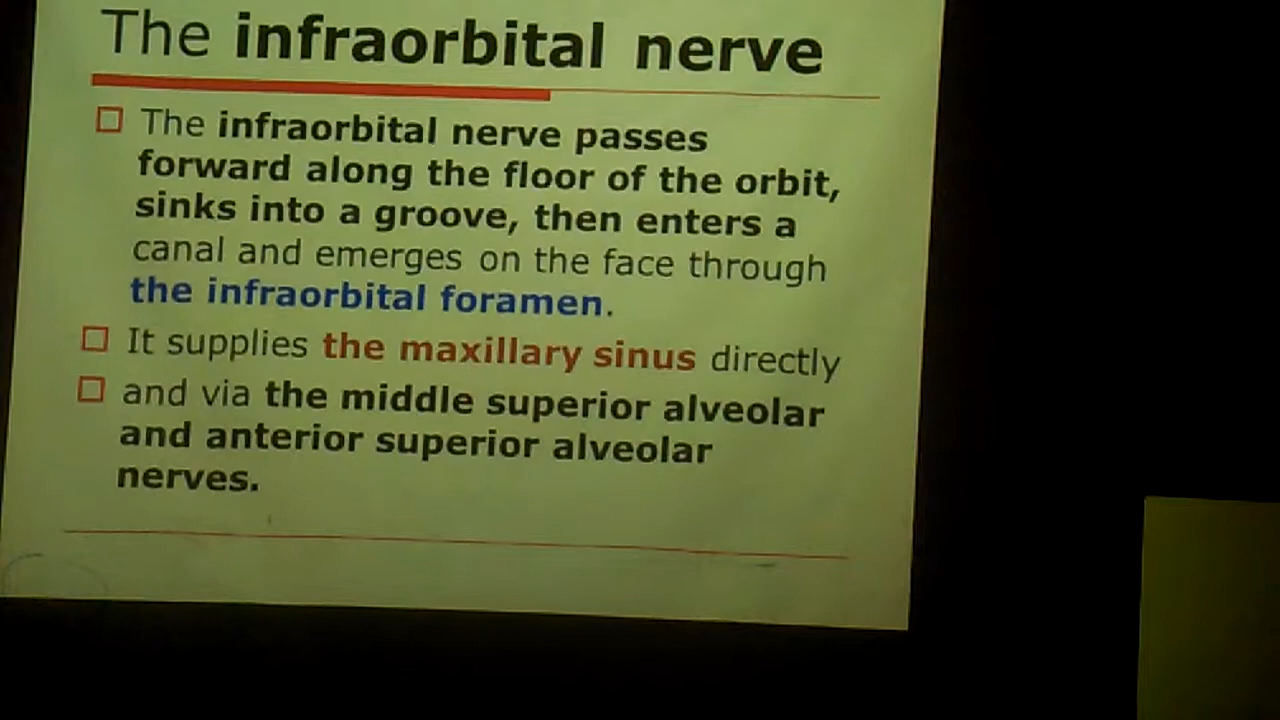 The infraorbital nerve
The infraorbital nerve passes
forward along the floor of the orbit,
sinks into a groove, then enters a
canal and emerges on the face through
the infraorbital foramen.
It supplies the maxillary sinus directly
and via the middle superior alveolar
and anterior superior alveolar
nerves.